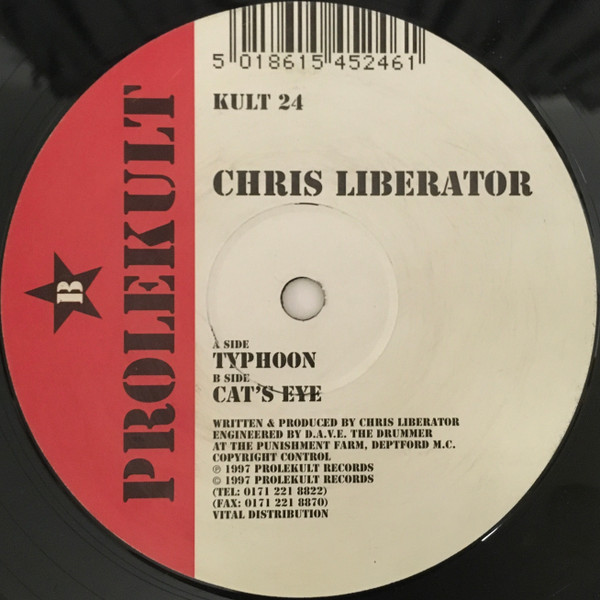 5 018615 452461
KULT 24
CHRIS LIBERATOR
PROLEKULT
B
A SIDE
TYPHOON
B SIDE
CAT'S EYE
WRITTEN & PRODUCED BY CHRIS LIBERATOR
ENGINEERED BY D.A.V.E. THE DRUMMER
AT THE PUNISHMENT FARM, DEPTFORD M.C.
COPYRIGHT CONTROL
℗ 1997 PROLEKULT RECORDS
© 1997 PROLEKULT RECORDS
(TEL: 0171 221 8822)
(FAX: 0171 221 8870)
VITAL DISTRIBUTION